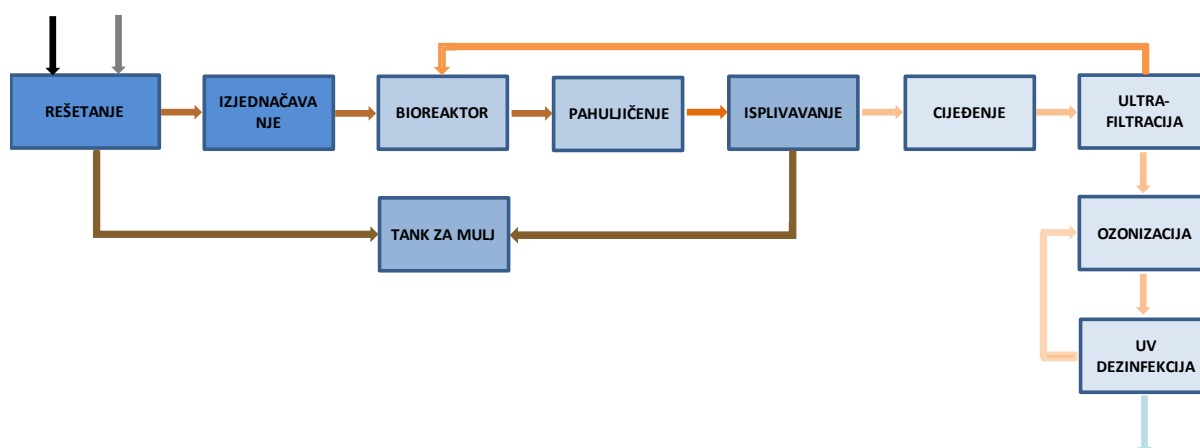 REŠETANJE
IZJEDNAČAVA
NJE
BIOREAKTOR
PAHULJIČENJE
ISPLIVAVANJE
CIJEĐENJE
ULTRA-
FILTRACIJA
TANK ZA MULJ
OZONIZACIJA
UV
DEZINFEKCIJA